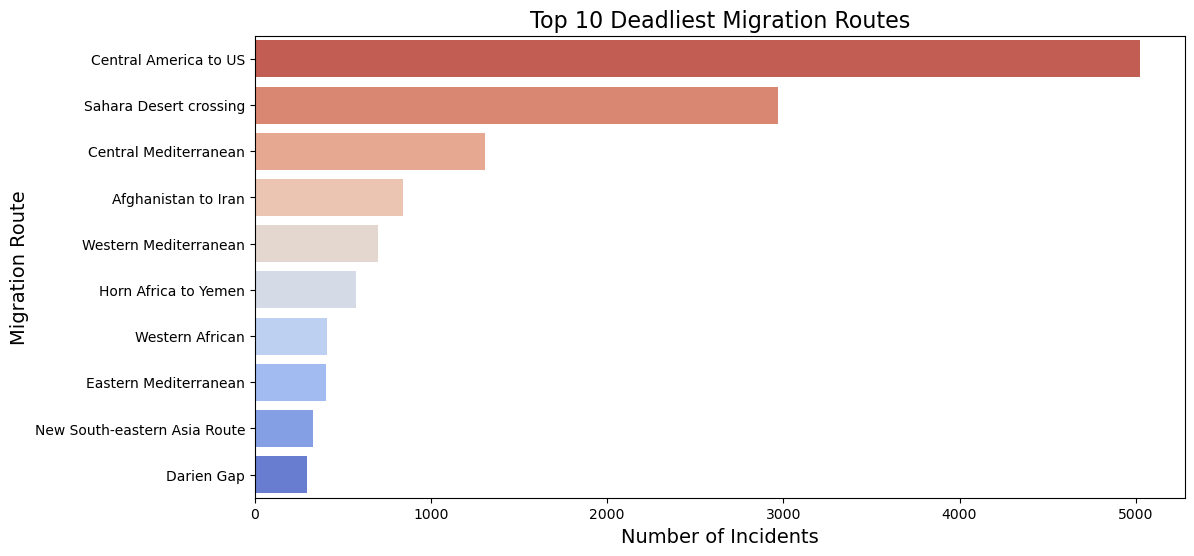 Top 10 Deadliest Migration Routes
Migration Route
Central America to US
Sahara Desert crossing
Central Mediterranean
Afghanistan to Iran
Western Mediterranean
Horn Africa to Yemen
Western African
Eastern Mediterranean
New South-eastern Asia Route
Darien Gap
0 1000 2000 3000 4000 5000
Number of Incidents